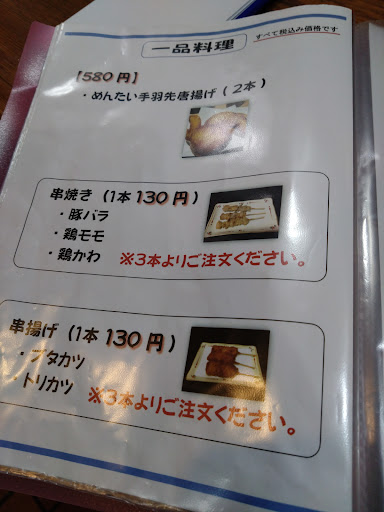 一品料理
すべて税込み価格です
【580円】
・めんたい手羽先唐揚げ(2本)
串焼き(1本130円)
・豚バラ
・鶏モモ
・鶏かわ
※3本よりご注文ください。
串揚げ(1本130円)
・ブタカツ
・トリカツ
※3本よりご注文ください。